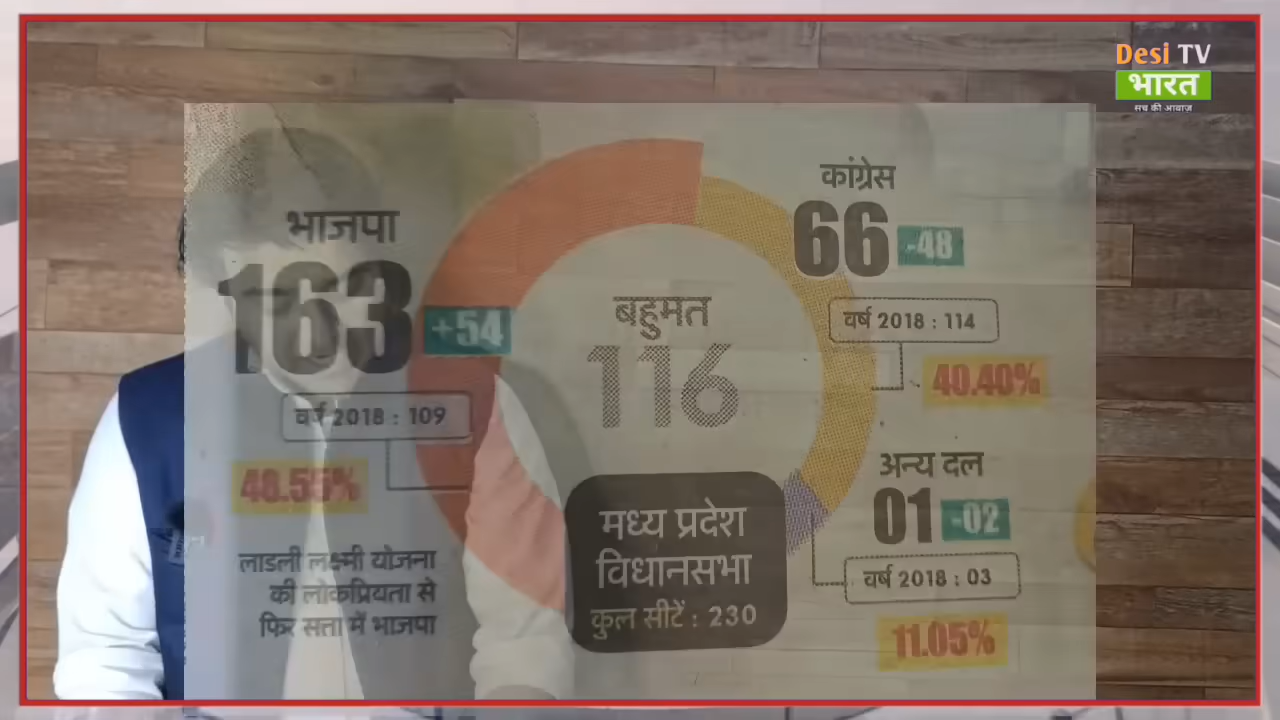 Desi TV
भारत
सच की आवाज़
भाजपा
163 +54
वर्ष 2018 : 109
48.55%
लाडली लक्ष्मी योजना
की लोकप्रियता से
फिर सत्ता में भाजपा
बहुमत
116
मध्य प्रदेश
विधानसभा
कुल सीटें : 230
कांग्रेस
66 -48
वर्ष 2018 : 114
40.40%
अन्य दल
01 -02
वर्ष 2018 : 03
11.05%